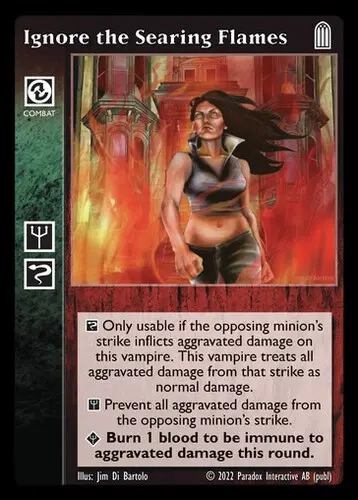 Ignore the Searing Flames
COMBAT
Only usable if the opposing minion's
strike inflicts aggravated damage on
this vampire. This vampire treats all
aggravated damage from that strike as
normal damage.
Prevent all aggravated damage from
the opposing minion's strike.
Burn 1 blood to be immune to
aggravated damage this round.
Illus: Jim Di Bartolo © 2022 Paradox Interactive AB (publ)